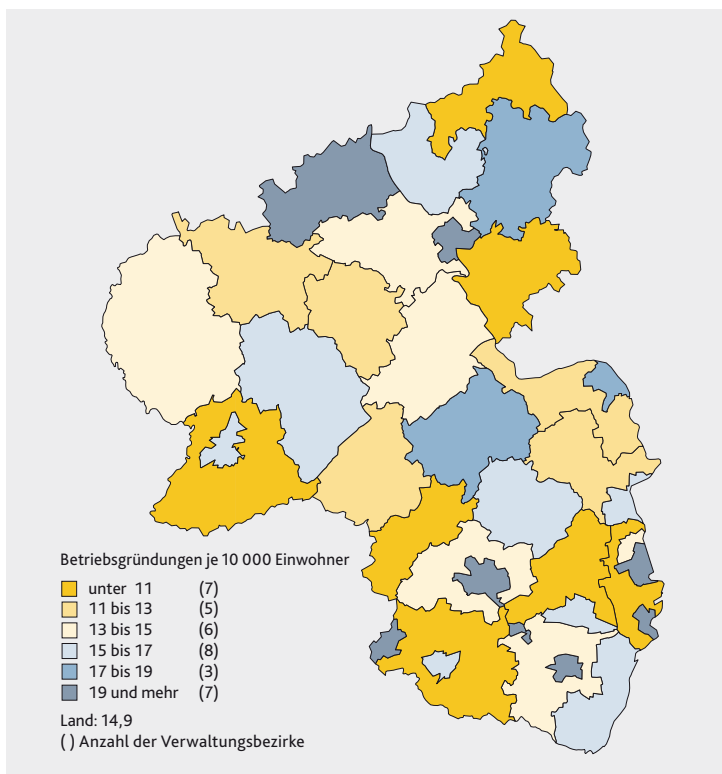 Betriebsgründungen je 10 000 Einwohner
unter 11 (7)
11 bis 13 (5)
13 bis 15 (6)
15 bis 17 (8)
17 bis 19 (3)
19 und mehr (7)
Land: 14,9
( ) Anzahl der Verwaltungsbezirke